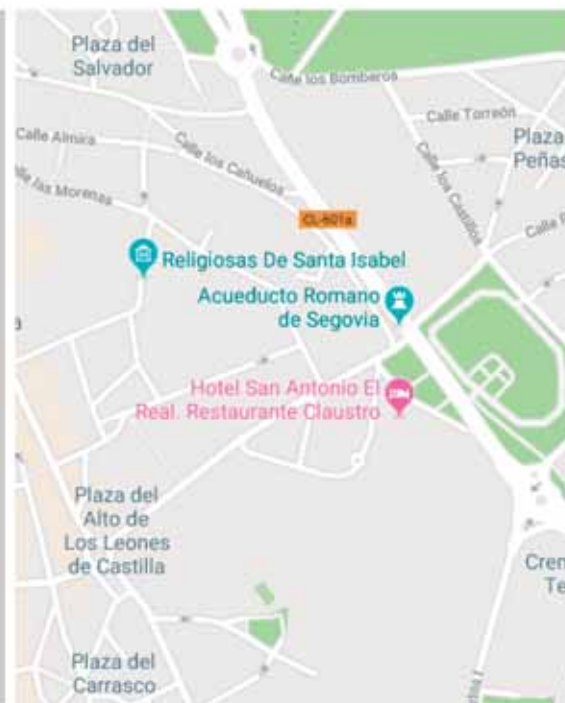 Plaza del
Salvador
Calle los Bomberos
Calle Torreón
Calle Almira
Calle los Cañuelos
Plaza
Peñas
Calle los Castillos
las Morenas
CL-601a
Religiosas De Santa Isabel
Acueducto Romano
de Segovia
Hotel San Antonio El
Real. Restaurante Claustro
Plaza del
Alto de
Los Leones
de Castilla
Plaza del
Carrasco